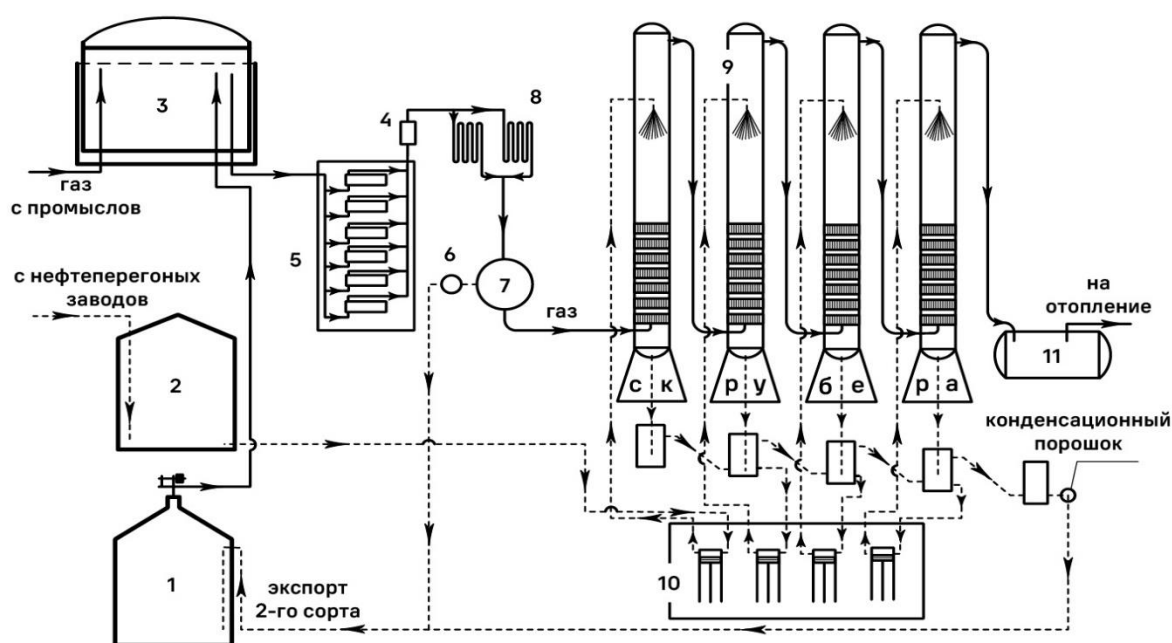 3
4
8
9
газ
с промыслов
5
с нефтеперегоных
заводов
6
7
газ
на
отопление
11
2
с к
р у
б е
р а
конденсационный
порошок
10
1
экспорт
2-го сорта